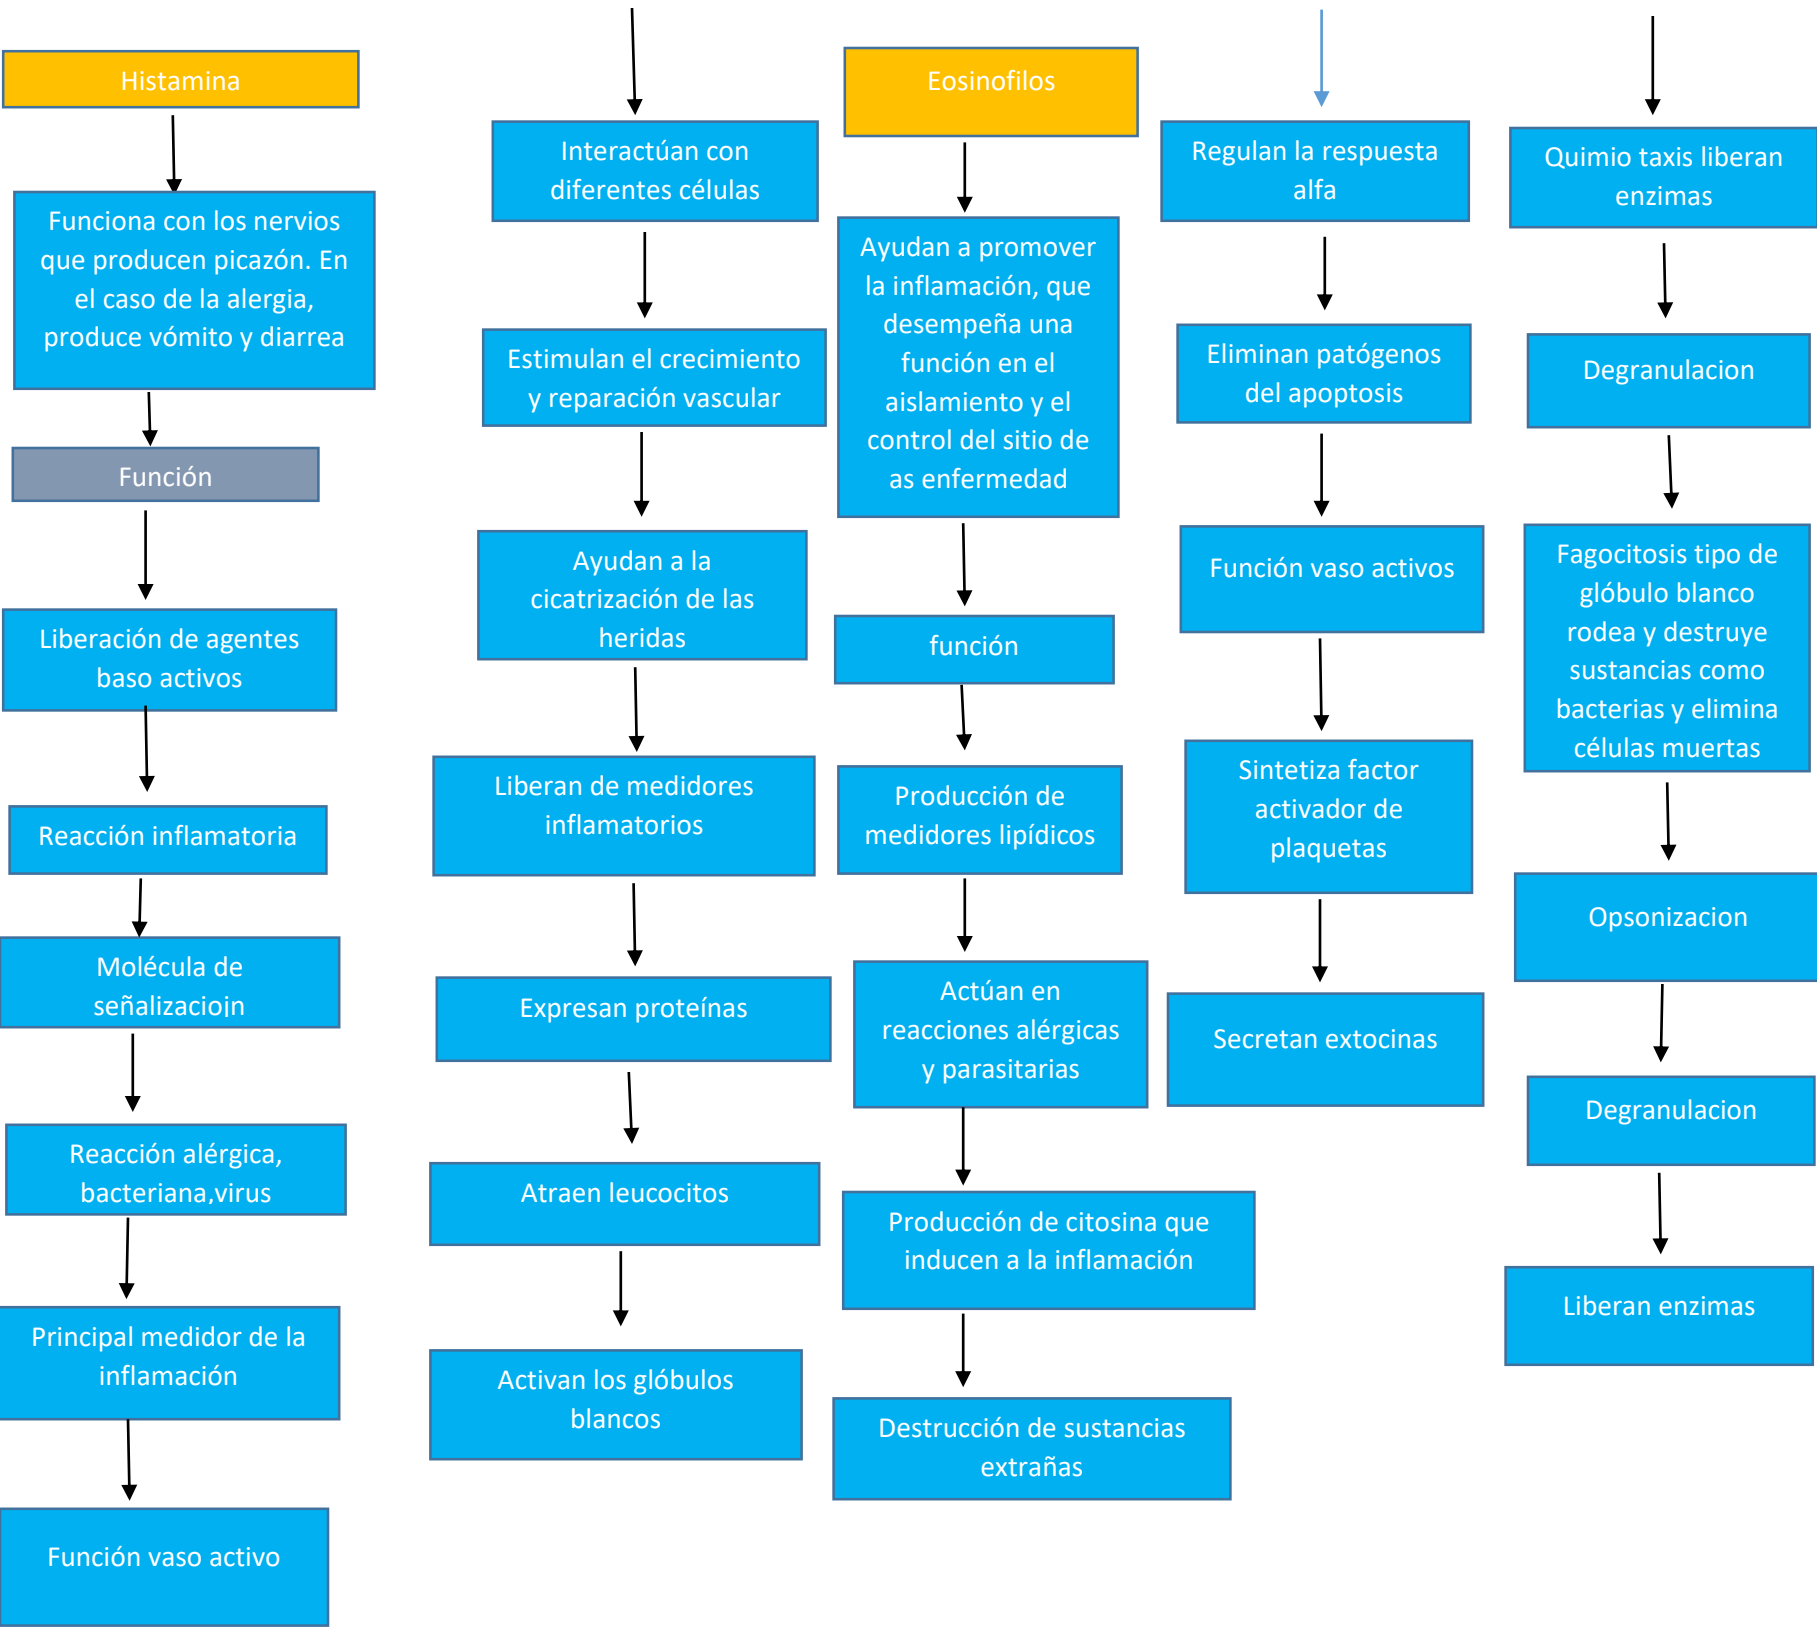 Histamina
Funciona con los nervios
que producen picazón. En
el caso de la alergia,
produce vómito y diarrea
Función
Liberación de agentes
baso activos
Reacción inflamatoria
Molécula de
señalizacioјn
Reacción alérgica,
bacteriana,virus
Principal medidor de la
inflamación
Función vaso activo
Interactúan con
diferentes células
Estimulan el crecimiento
y reparación vascular
Ayudan a la
cicatrización de las
heridas
Liberan de medidores
inflamatorios
Expresan proteínas
Atraen leucocitos
Activan los glóbulos
blancos
Eosinofilos
Ayudan a promover
la inflamación, que
desempeña una
función en el
aislamiento y el
control del sitio de
as enfermedad
función
Producción de
medidores lipídicos
Actúan en
reacciones alérgicas
y parasitarias
Producción de citosina que
inducen a la inflamación
Destrucción de sustancias
extrañas
Regulan la respuesta
alfa
Eliminan patógenos
del apoptosis
Función vaso activos
Sintetiza factor
activador de
plaquetas
Secretan extocinas
Quimio taxis liberan
enzimas
Degranulacion
Fagocitosis tipo de
glóbulo blanco
rodea y destruye
sustancias como
bacterias y elimina
células muertas
Opsonizacion
Degranulacion
Liberan enzimas